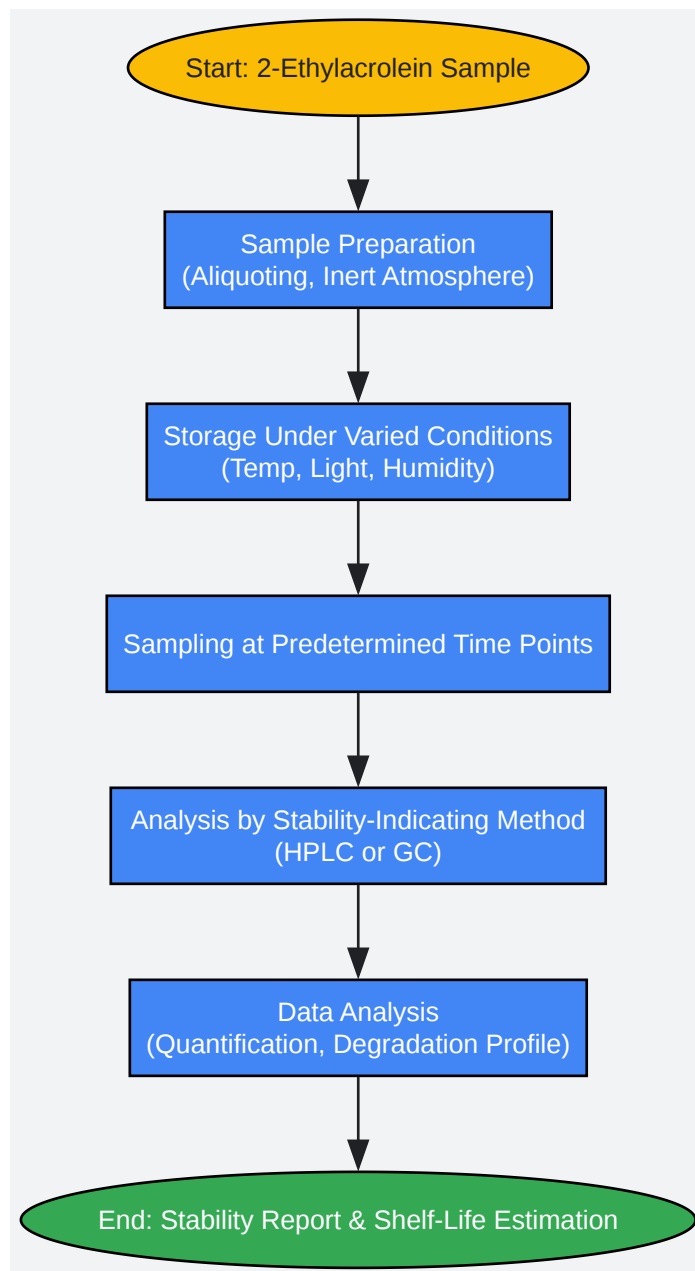 Start: 2-Ethylacrolein Sample
Sample Preparation
(Aliquoting, Inert Atmosphere)
Storage Under Varied Conditions
(Temp, Light, Humidity)
Sampling at Predetermined Time Points
Analysis by Stability-Indicating Method
(HPLC or GC)
Data Analysis
(Quantification, Degradation Profile)
End: Stability Report & Shelf-Life Estimation